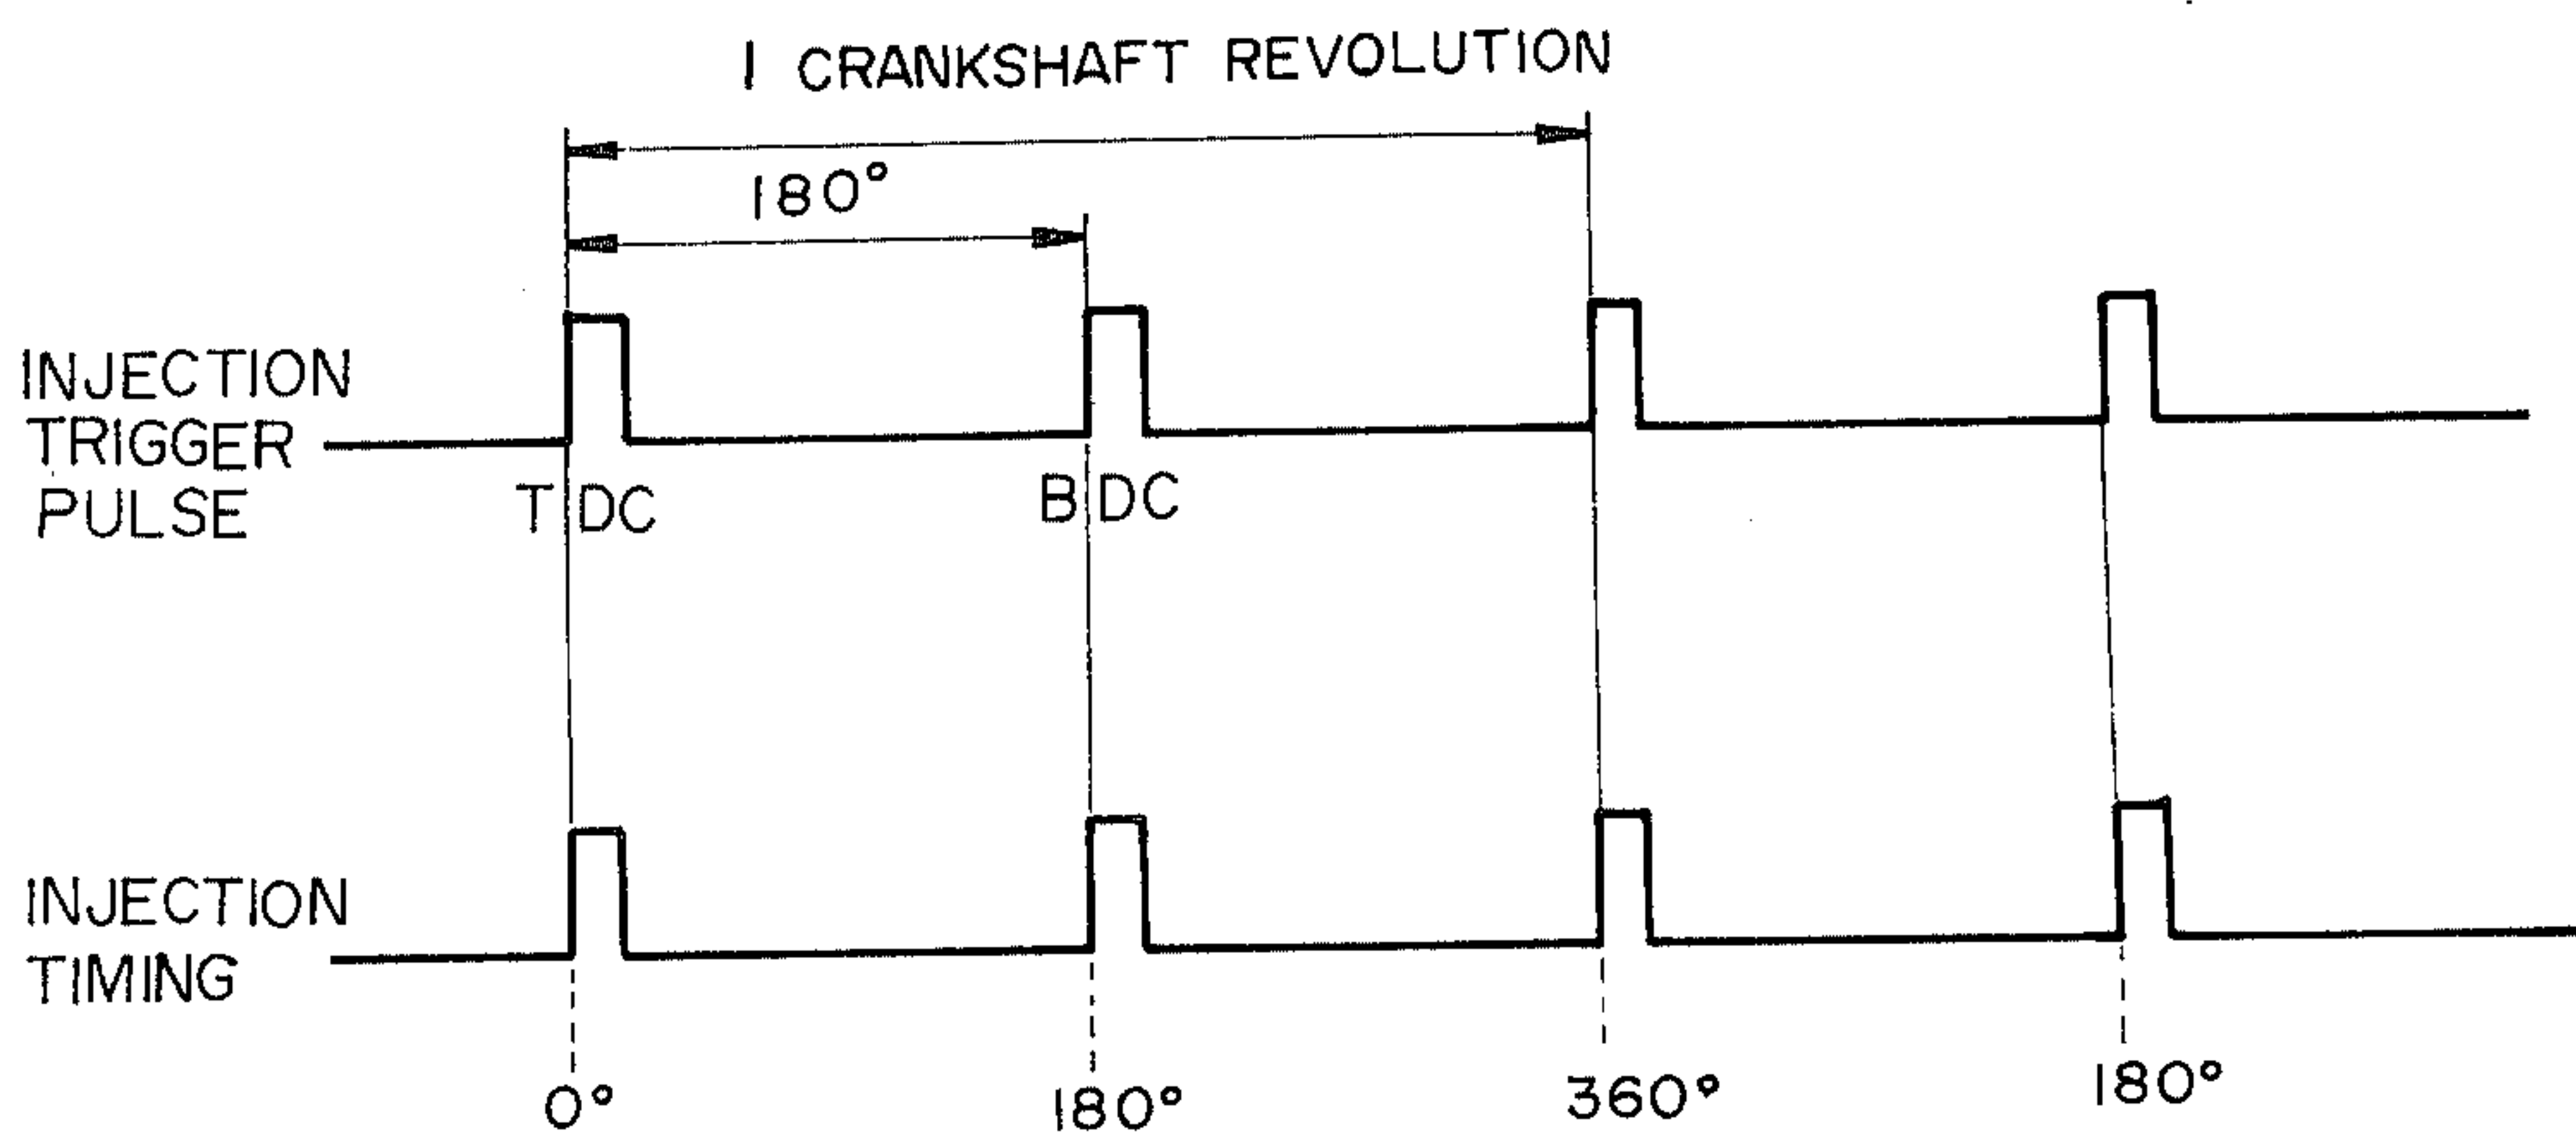 1 CRANKSHAFT REVOLUTION
180°
INJECTION
TRIGGER
PULSE
TDC
BDC
INJECTION
TIMING
0°
180°
360°
180°